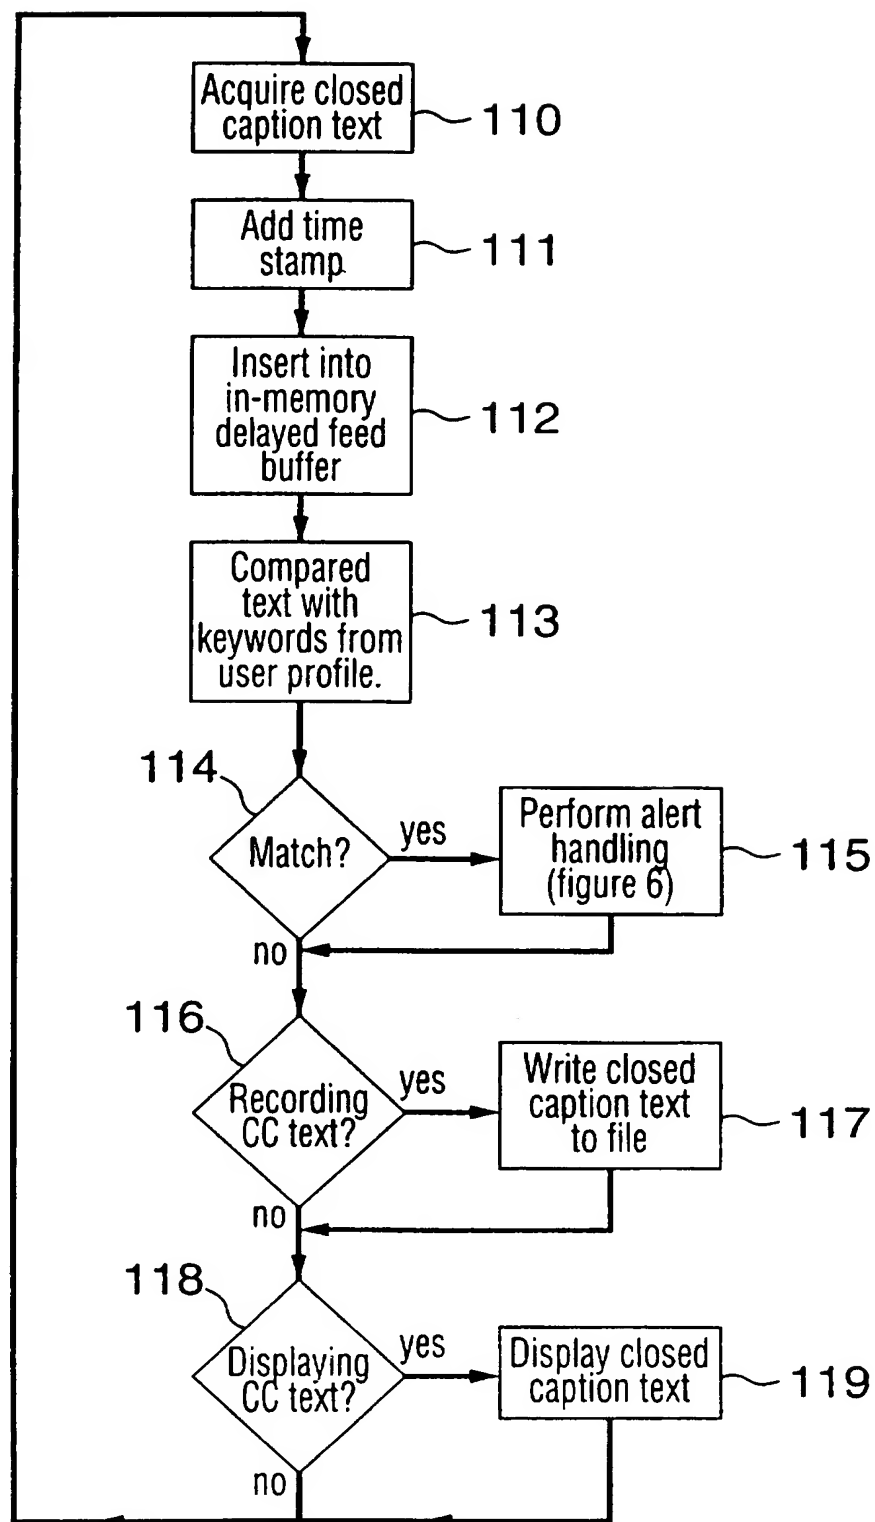 Acquire closed
caption text
110
Add time
stamp.
111
Insert into
in-memory
delayed feed
buffer
112
Compared
text with
keywords from
user profile.
113
114
Match?
yes
no
Perform alert
handling
(figure 6)
115
116
Recording
CC text?
yes
no
Write closed
caption text
to file
117
118
Displaying
CC text?
yes
no
Display closed
caption text
119